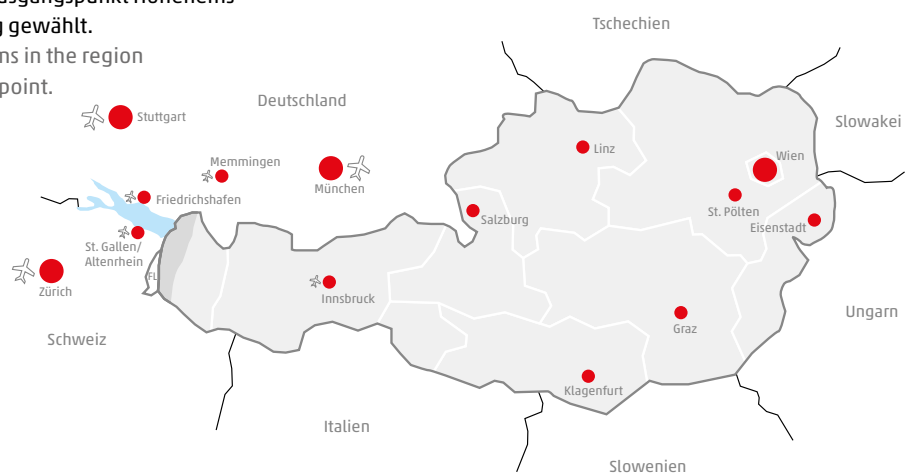 gewählt.
ns in the region
point.
Tschechien
Deutschland
Stuttgart
Slowakei
Linz
Memmingen
Wien
München
Friedrichshafen
St. Pölten
Salzburg
Eisenstadt
St. Gallen/
Altenrhein
FL
Zürich
Innsbruck
Ungarn
Graz
Schweiz
Klagenfurt
Italien
Slowenien